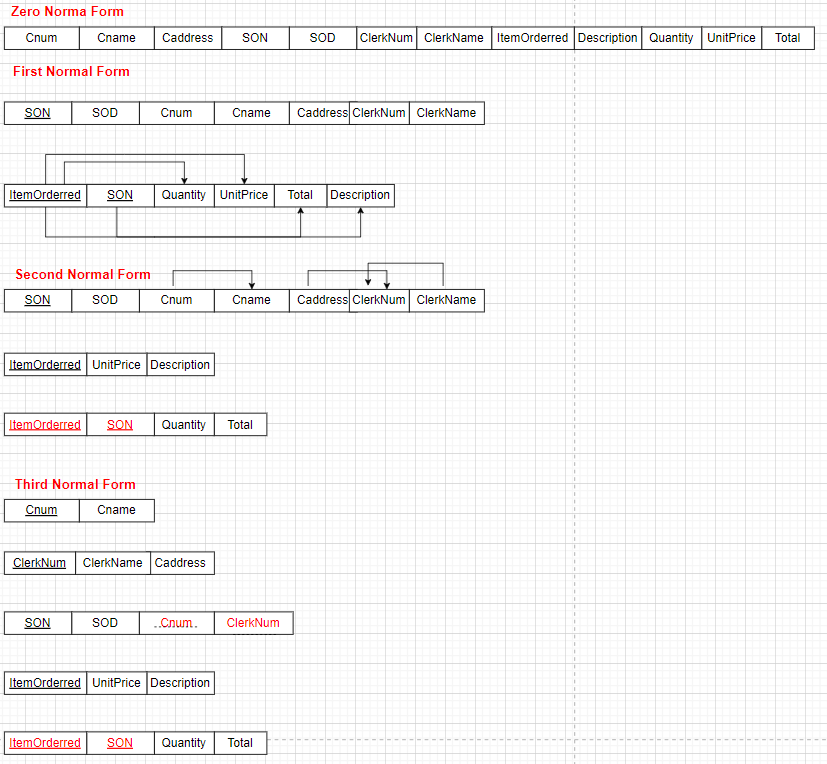 Zero Norma Form
Cnum Cname Caddress SON SOD ClerkNum ClerkName ItemOrderred Description Quantity UnitPrice Total
First Normal Form
SON SOD Cnum Cname Caddress ClerkNum ClerkName
ItemOrderred SON Quantity UnitPrice Total Description
Second Normal Form
SON SOD Cnum Cname Caddress ClerkNum ClerkName
ItemOrderred UnitPrice Description
ItemOrderred SON Quantity Total
Third Normal Form
Cnum Cname
ClerkNum ClerkName Caddress
SON SOD Cnum ClerkNum
ItemOrderred UnitPrice Description
ItemOrderred SON Quantity Total